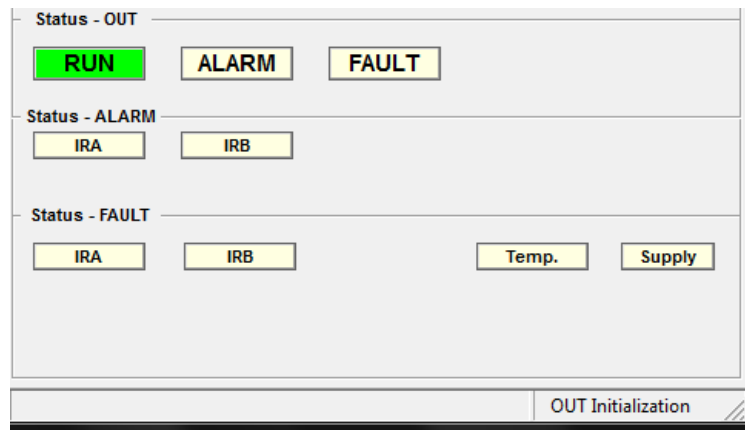 Status - OUT
RUN ALARM FAULT
Status - ALARM
IRA IRB
Status - FAULT
IRA IRB Temp. Supply
OUT Initialization